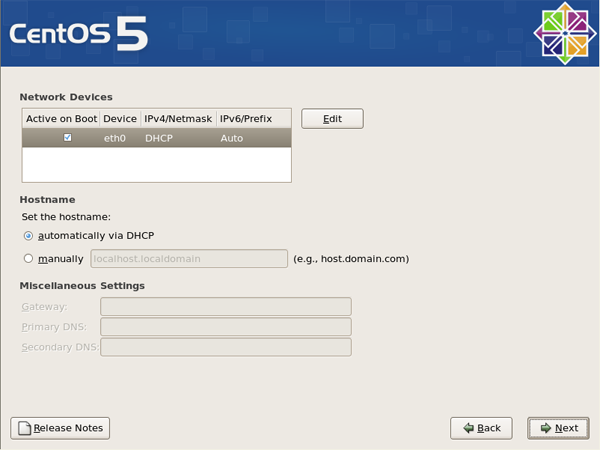 CentOS 5
Network Devices
Active on Boot Device IPv4/Netmask IPv6/Prefix
eth0 DHCP Auto
Edit
Hostname
Set the hostname:
automatically via DHCP
manually localhost.localdomain (e.g., host.domain.com)
Miscellaneous Settings
Gateway:
Primary DNS:
Secondary DNS:
Release Notes
Back
Next